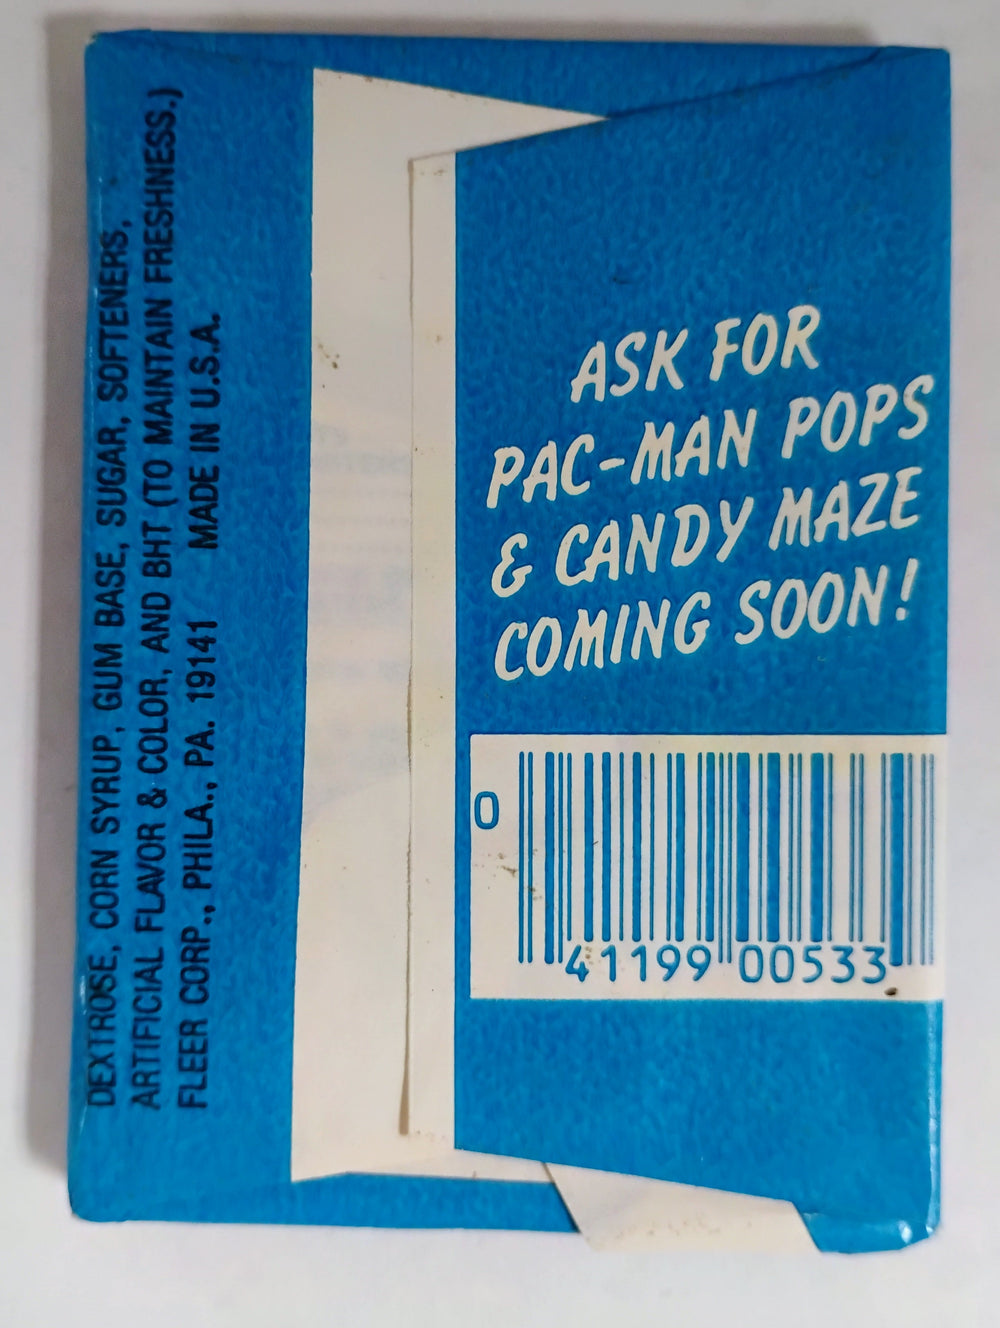 DEXTROSE, CORN SYRUP, GUM BASE, SUGAR, SOFTENERS,
ARTIFICIAL FLAVOR & COLOR, AND BHT (TO MAINTAIN FRESHNESS.)
FLEER CORP., PHILA., PA. 19141 MADE IN U.S.A.
ASK FOR
PAC-MAN POPS
& CANDY MAZE
COMING SOON!
0
41199 00533